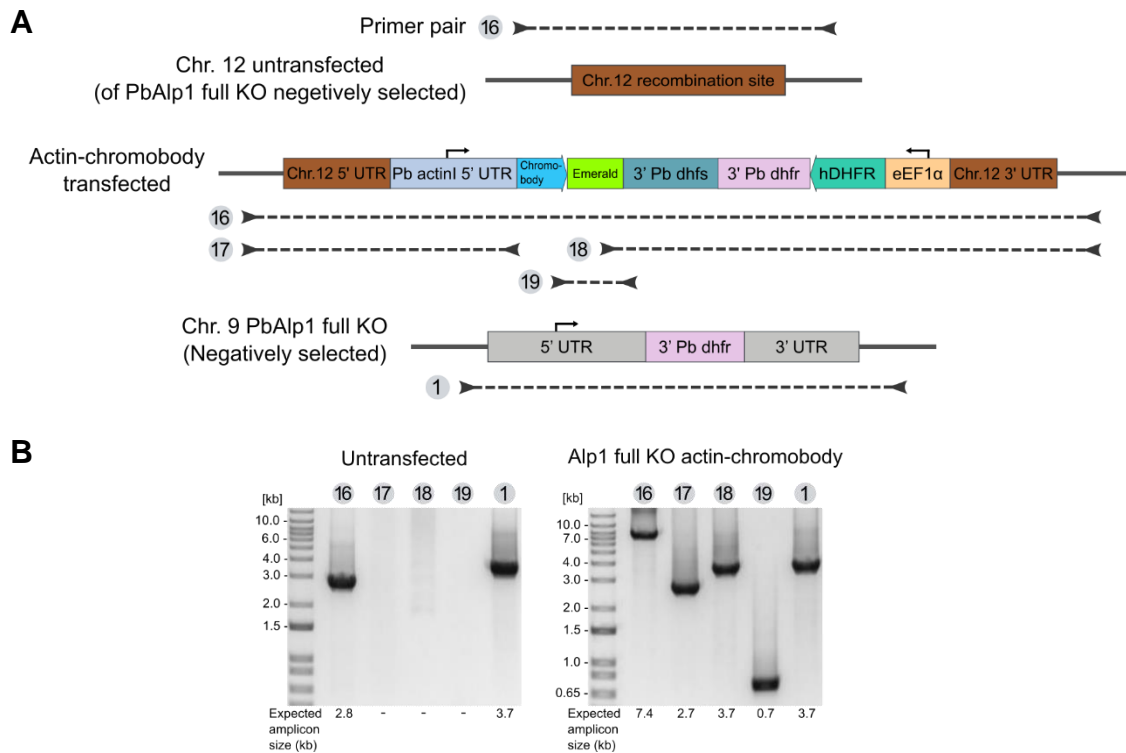 A
Primer pair 16
Chr. 12 untransfected
(of PbAlp1 full KO negetively selected)
Chr.12 recombination site
Actin-chromobody
transfected
Chr.12 5' UTR Pb actinI 5' UTR Chromo-
body Emerald 3' Pb dhfs 3' Pb dhfr hDHFR eEF1α Chr.12 3' UTR
16
17 18
19
Chr. 9 PbAlp1 full KO
(Negatively selected)
5' UTR 3' Pb dhfr 3' UTR
1
B
Untransfected
[kb] 16 17 18 19 1
10.0 -
6.0 -
4.0 -
3.0 -
2.0 -
1.5 -
Expected 2.8 - - - 3.7
amplicon
size (kb)
Alp1 full KO actin-chromobody
[kb] 16 17 18 19 1
10.0 -
6.0 -
4.0 -
3.0 -
2.0 -
1.5 -
1.0 -
0.65 -
Expected 7.4 2.7 3.7 0.7 3.7
amplicon
size (kb)